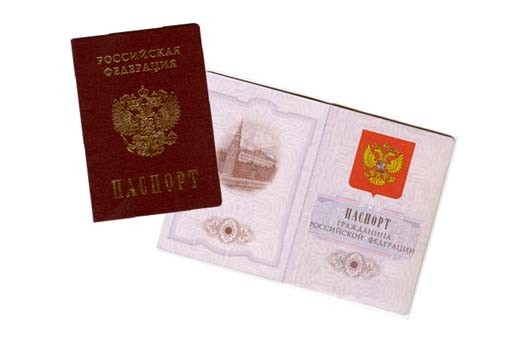 РОССИЙСКАЯ
ФЕДЕРАЦИЯ
ПАСПОРТ
ПАСПОРТ
ГРАЖДАНИНА
РОССИЙСКОЙ ФЕДЕРАЦИИ